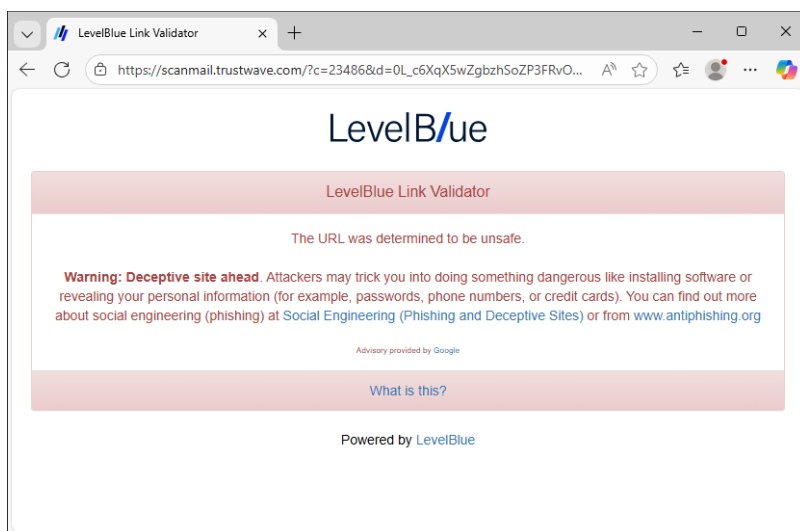 LevelBlue Link Validator
https://scanmail.trustwave.com/?c=23486&d=0L_c6XqX5wZgbzhSoZP3FRvO...
LevelBlue
LevelBlue Link Validator
The URL was determined to be unsafe.
Warning: Deceptive site ahead. Attackers may trick you into doing something dangerous like installing software or
revealing your personal information (for example, passwords, phone numbers, or credit cards). You can find out more
about social engineering (phishing) at Social Engineering (Phishing and Deceptive Sites) or from www.antiphishing.org
Advisory provided by Google
What is this?
Powered by LevelBlue